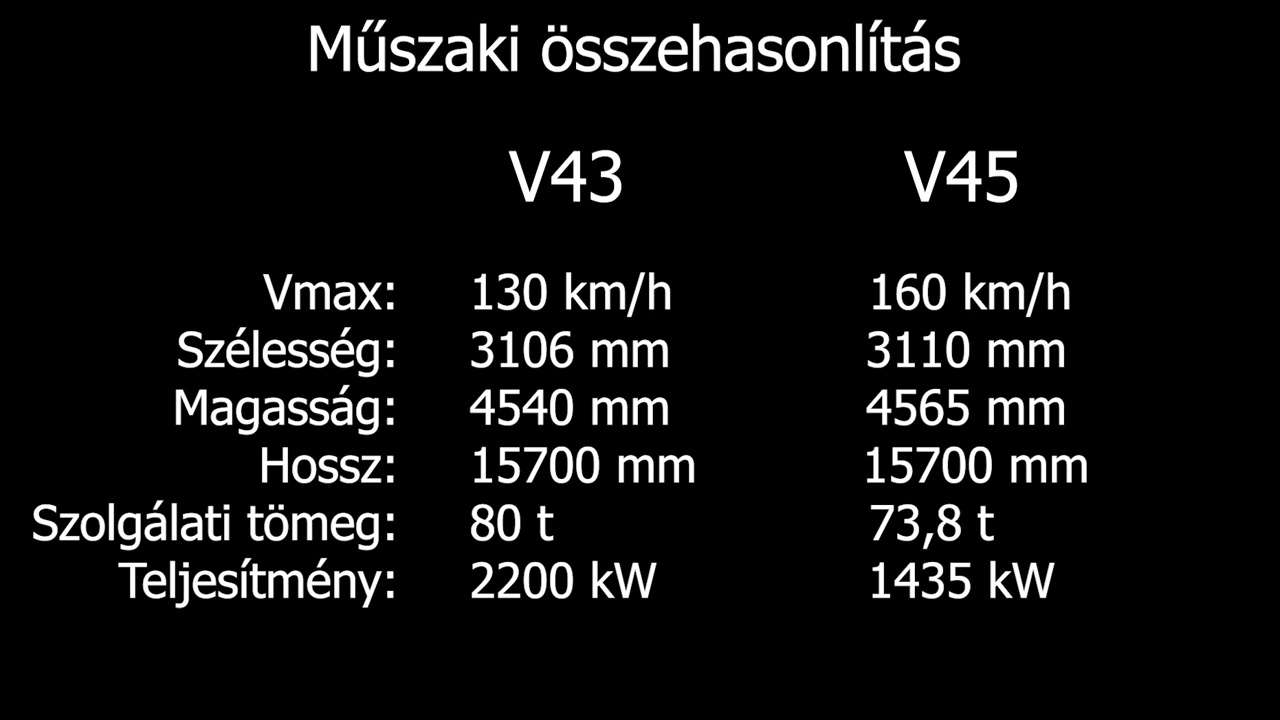 Műszaki összehasonlítás
V43 V45
Vmax: 130 km/h 160 km/h
Szélesség: 3106 mm 3110 mm
Magasság: 4540 mm 4565 mm
Hossz: 15700 mm 15700 mm
Szolgálati tömeg: 80 t 73,8 t
Teljesítmény: 2200 kW 1435 kW